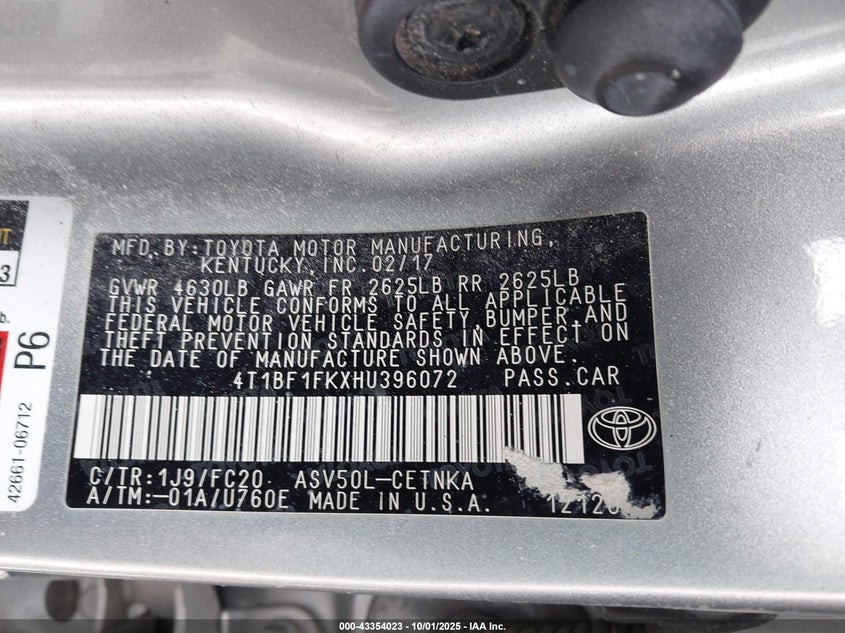 MFD.BY:TOYOTA MOTOR MANUFACTURING,
KENTUCKY, INC. 02/17
GVWR 4630LB GAWR FR 2625LB RR 2625LB
THIS VEHICLE CONFORMS TO ALL APPLICABLE
FEDERAL MOTOR VEHICLE SAFETY, BUMPER, AND
THEFT PREVENTION STANDARDS IN EFFECT ON
THE DATE OF MANUFACTURE SHOWN ABOVE.
4T1BF1FKXHU396072 PASS.CAR
C/TR:1J9/FC20 ASV50L-CETNKA
A/TM:-01A/U760E MADE IN U.S.A.
3
b.
P6
42661-06712
000-43354023 - 10/01/2025 - IAA Inc.